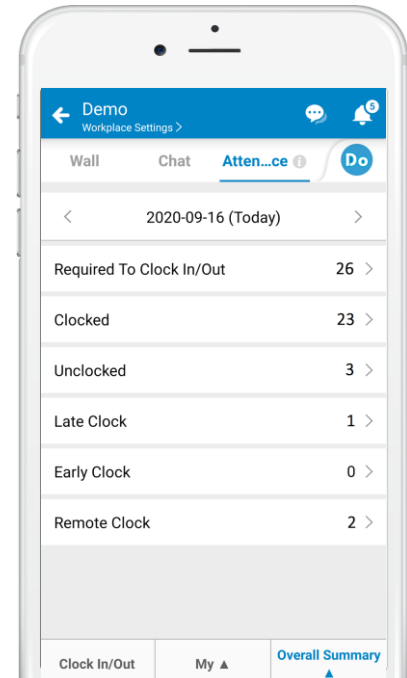 Demo
Workplace Settings >
5
Wall Chat Atten...ce Do
< 2020-09-16 (Today) >
Required To Clock In/Out 26 >
Clocked 23 >
Unclocked 3 >
Late Clock 1 >
Early Clock 0 >
Remote Clock 2 >
Clock In/Out My ▲ Overall Summary ▲